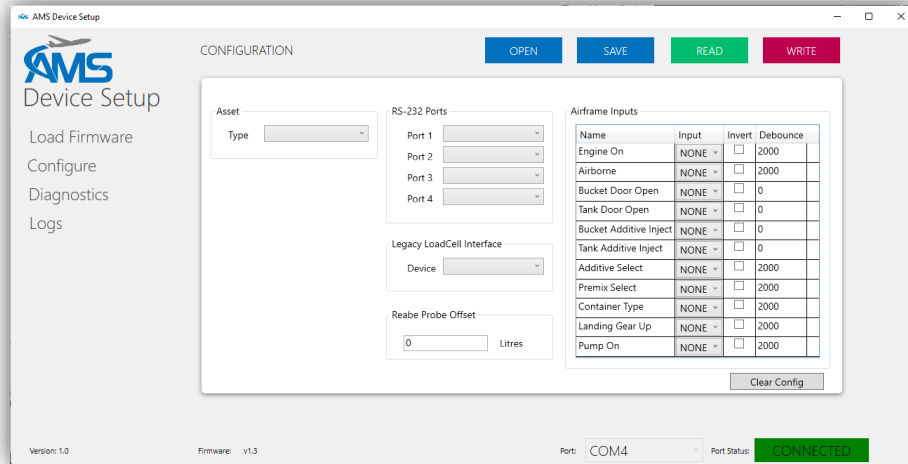 AMS Device Setup
AMS
Device Setup
Load Firmware
Configure
Diagnostics
Logs
CONFIGURATION
OPEN SAVE READ WRITE
Asset
Type
RS-232 Ports
Port 1
Port 2
Port 3
Port 4
Legacy LoadCell Interface
Device
Reabe Probe Offset
0 Litres
Airframe Inputs
Name Input Invert Debounce
Engine On NONE 2000
Airborne NONE 2000
Bucket Door Open NONE 0
Tank Door Open NONE 0
Bucket Additive Inject NONE 0
Tank Additive Inject NONE 0
Additive Select NONE 2000
Premix Select NONE 2000
Container Type NONE 2000
Landing Gear Up NONE 2000
Pump On NONE 2000
Clear Config
Version: 1.0 Firmware: v1.3 Port: COM4 Port Status: CONNECTED